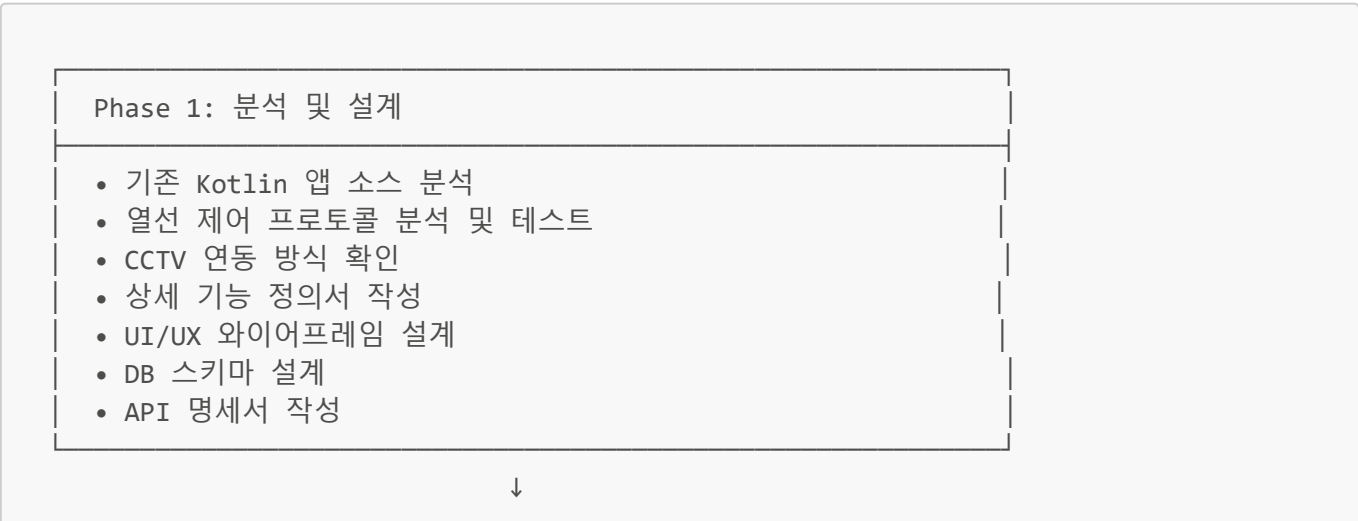 Phase 1: 분석 및 설계
• 기존 Kotlin 앱 소스 분석
• 열선 제어 프로토콜 분석 및 테스트
• CCTV 연동 방식 확인
• 상세 기능 정의서 작성
• UI/UX 와이어프레임 설계
• DB 스키마 설계
• API 명세서 작성
↓